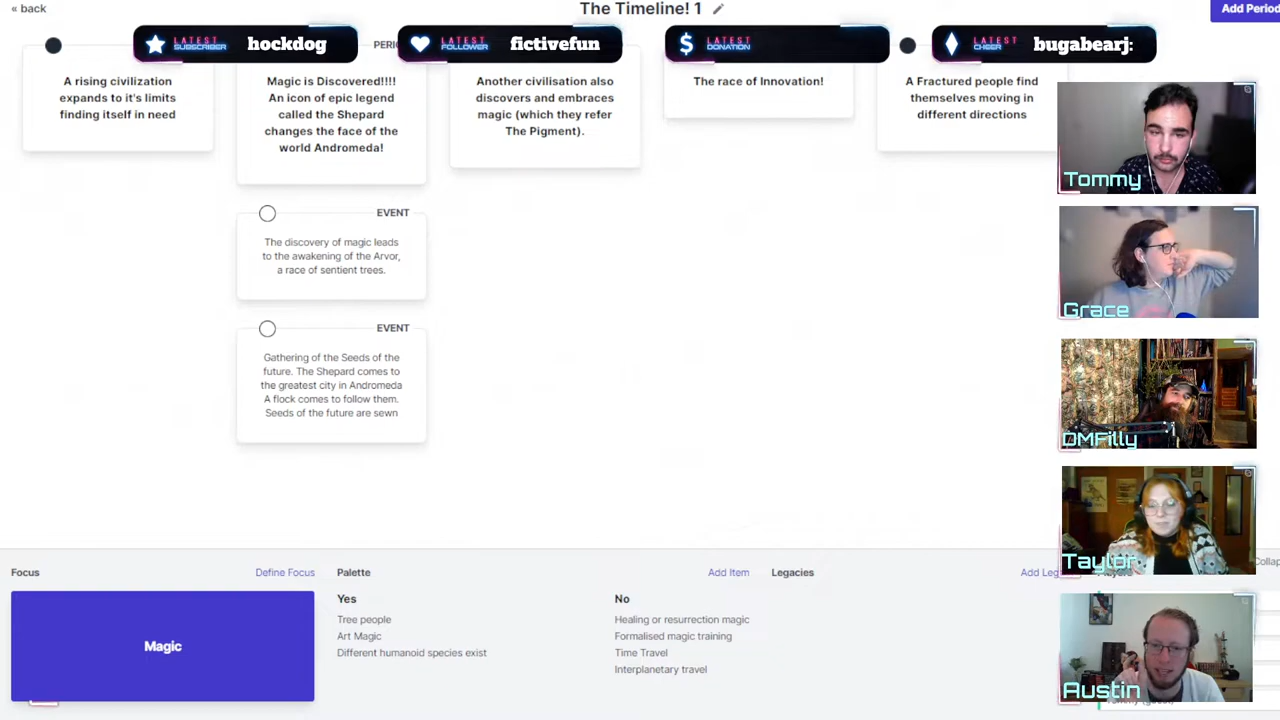 « back
The Timeline! 1
Add Period
LATEST SUBSCRIBER
hockdog
LATEST FOLLOWER
fictivefun
LATEST DONATION
LATEST CHEER
bugabearj:
A rising civilization
expands to it's limits
finding itself in need
Magic is Discovered!!!!
An icon of epic legend
called the Shepard
changes the face of the
world Andromeda!
Another civilisation also
discovers and embraces
magic (which they refer
The Pigment).
The race of Innovation!
A Fractured people find
themselves moving in
different directions
EVENT
The discovery of magic leads
to the awakening of the Arvor,
a race of sentient trees.
EVENT
Gathering of the Seeds of the
future. The Shepard comes to
the greatest city in Andromeda
A flock comes to follow them.
Seeds of the future are sewn
Tommy
Grace
DMFilly
Taylor
Austin
Focus
Define Focus
Magic
Palette
Add Item
Yes
Tree people
Art Magic
Different humanoid species exist
No
Healing or resurrection magic
Formalised magic training
Time Travel
Interplanetary travel
Legacies
Add Leg
Collap